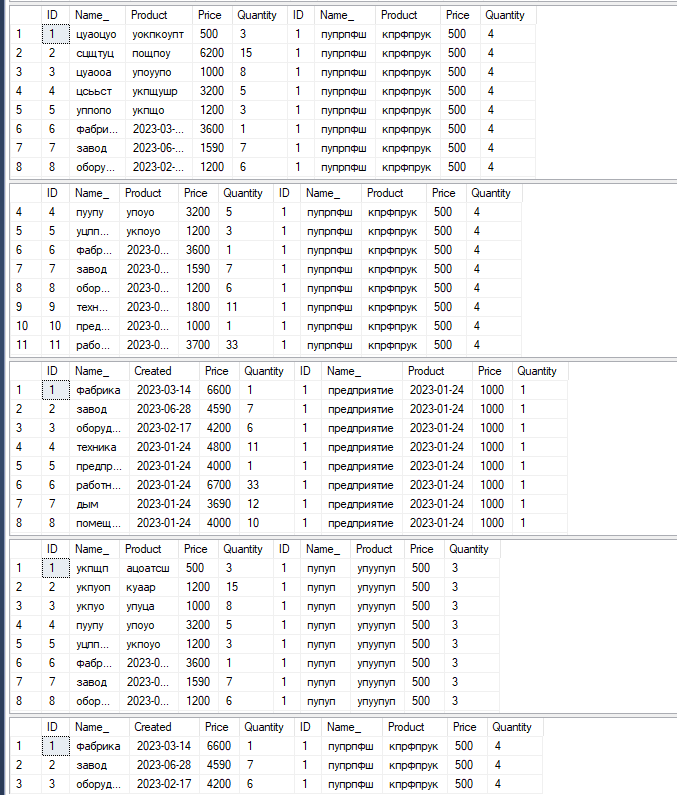 ID Name_ Product Price Quantity ID Name_ Product Price Quantity
1 1 цуаоцуо уокпкоупт 500 3 1 пупрпфш кпрфпрук 500 4
2 2 сцщтуц пощпоу 6200 15 1 пупрпфш кпрфпрук 500 4
3 3 цуаооа упоуупо 1000 8 1 пупрпфш кпрфпрук 500 4
4 4 цсььст укпщушр 3200 5 1 пупрпфш кпрфпрук 500 4
5 5 уппопо укпщо 1200 3 1 пупрпфш кпрфпрук 500 4
6 6 фабри... 2023-03-... 3600 1 1 пупрпфш кпрфпрук 500 4
7 7 завод 2023-06-... 1590 7 1 пупрпфш кпрфпрук 500 4
8 8 обору... 2023-02-... 1200 6 1 пупрпфш кпрфпрук 500 4
ID Name_ Product Price Quantity ID Name_ Product Price Quantity
4 4 пуупу упоуо 3200 5 1 пупрпфш кпрфпрук 500 4
5 5 уцпп... укпоуо 1200 3 1 пупрпфш кпрфпрук 500 4
6 6 фабр... 2023-0... 3600 1 1 пупрпфш кпрфпрук 500 4
7 7 завод 2023-0... 1590 7 1 пупрпфш кпрфпрук 500 4
8 8 обор... 2023-0... 1200 6 1 пупрпфш кпрфпрук 500 4
9 9 техн... 2023-0... 1800 11 1 пупрпфш кпрфпрук 500 4
10 10 пред... 2023-0... 1000 1 1 пупрпфш кпрфпрук 500 4
11 11 рабо... 2023-0... 3700 33 1 пупрпфш кпрфпрук 500 4
ID Name_ Created Price Quantity ID Name_ Product Price Quantity
1 1 фабрика 2023-03-14 6600 1 1 предприятие 2023-01-24 1000 1
2 2 завод 2023-06-28 4590 7 1 предприятие 2023-01-24 1000 1
3 3 оборуд... 2023-02-17 4200 6 1 предприятие 2023-01-24 1000 1
4 4 техника 2023-01-24 4800 11 1 предприятие 2023-01-24 1000 1
5 5 предпр... 2023-01-24 4000 1 1 предприятие 2023-01-24 1000 1
6 6 работн... 2023-01-24 6700 33 1 предприятие 2023-01-24 1000 1
7 7 дым 2023-01-24 3690 12 1 предприятие 2023-01-24 1000 1
8 8 помещ... 2023-01-24 4000 10 1 предприятие 2023-01-24 1000 1
ID Name_ Product Price Quantity ID Name_ Product Price Quantity
1 1 укпщп ацоатсш 500 3 1 пупуп упуупуп 500 3
2 2 укпуоп куаар 1200 15 1 пупуп упуупуп 500 3
3 3 укпуо упуца 1000 8 1 пупуп упуупуп 500 3
4 4 пуупу упоуо 3200 5 1 пупуп упуупуп 500 3
5 5 уцпп... укпоуо 1200 3 1 пупуп упуупуп 500 3
6 6 фабр... 2023-0... 3600 1 1 пупуп упуупуп 500 3
7 7 завод 2023-0... 1590 7 1 пупуп упуупуп 500 3
8 8 обор... 2023-0... 1200 6 1 пупуп упуупуп 500 3
ID Name_ Created Price Quantity ID Name_ Product Price Quantity
1 1 фабрика 2023-03-14 6600 1 1 пупрпфш кпрфпрук 500 4
2 2 завод 2023-06-28 4590 7 1 пупрпфш кпрфпрук 500 4
3 3 оборуд... 2023-02-17 4200 6 1 пупрпфш кпрфпрук 500 4